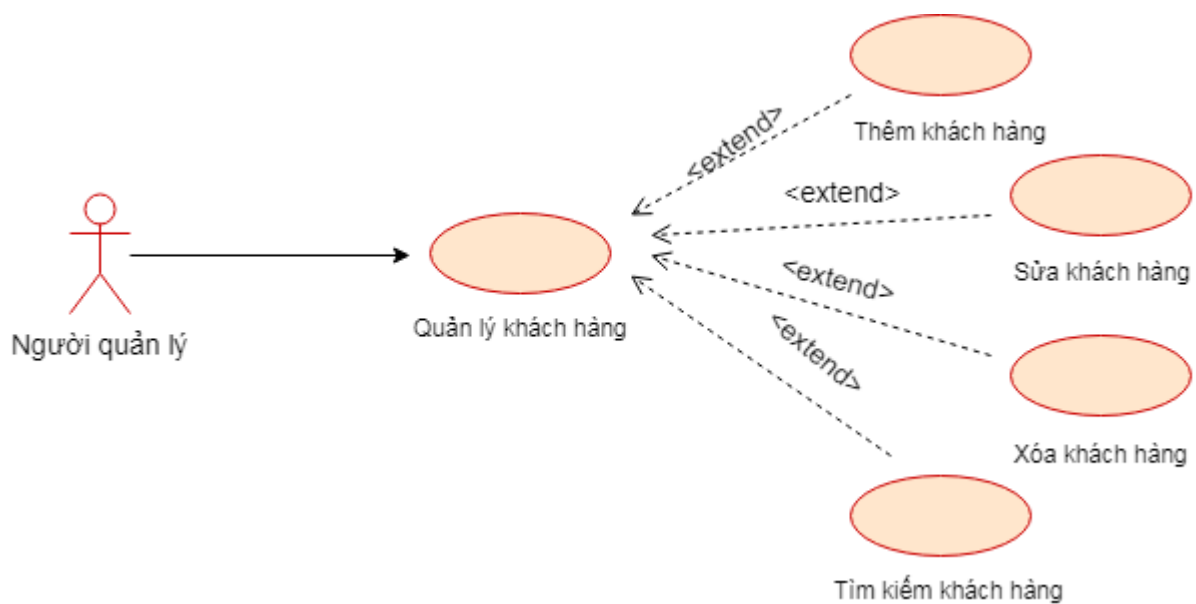 Thêm khách hàng
<extend>
<extend>
Sửa khách hàng
<extend>
Quản lý khách hàng
Người quản lý
<extend>
Xóa khách hàng
Tìm kiếm khách hàng